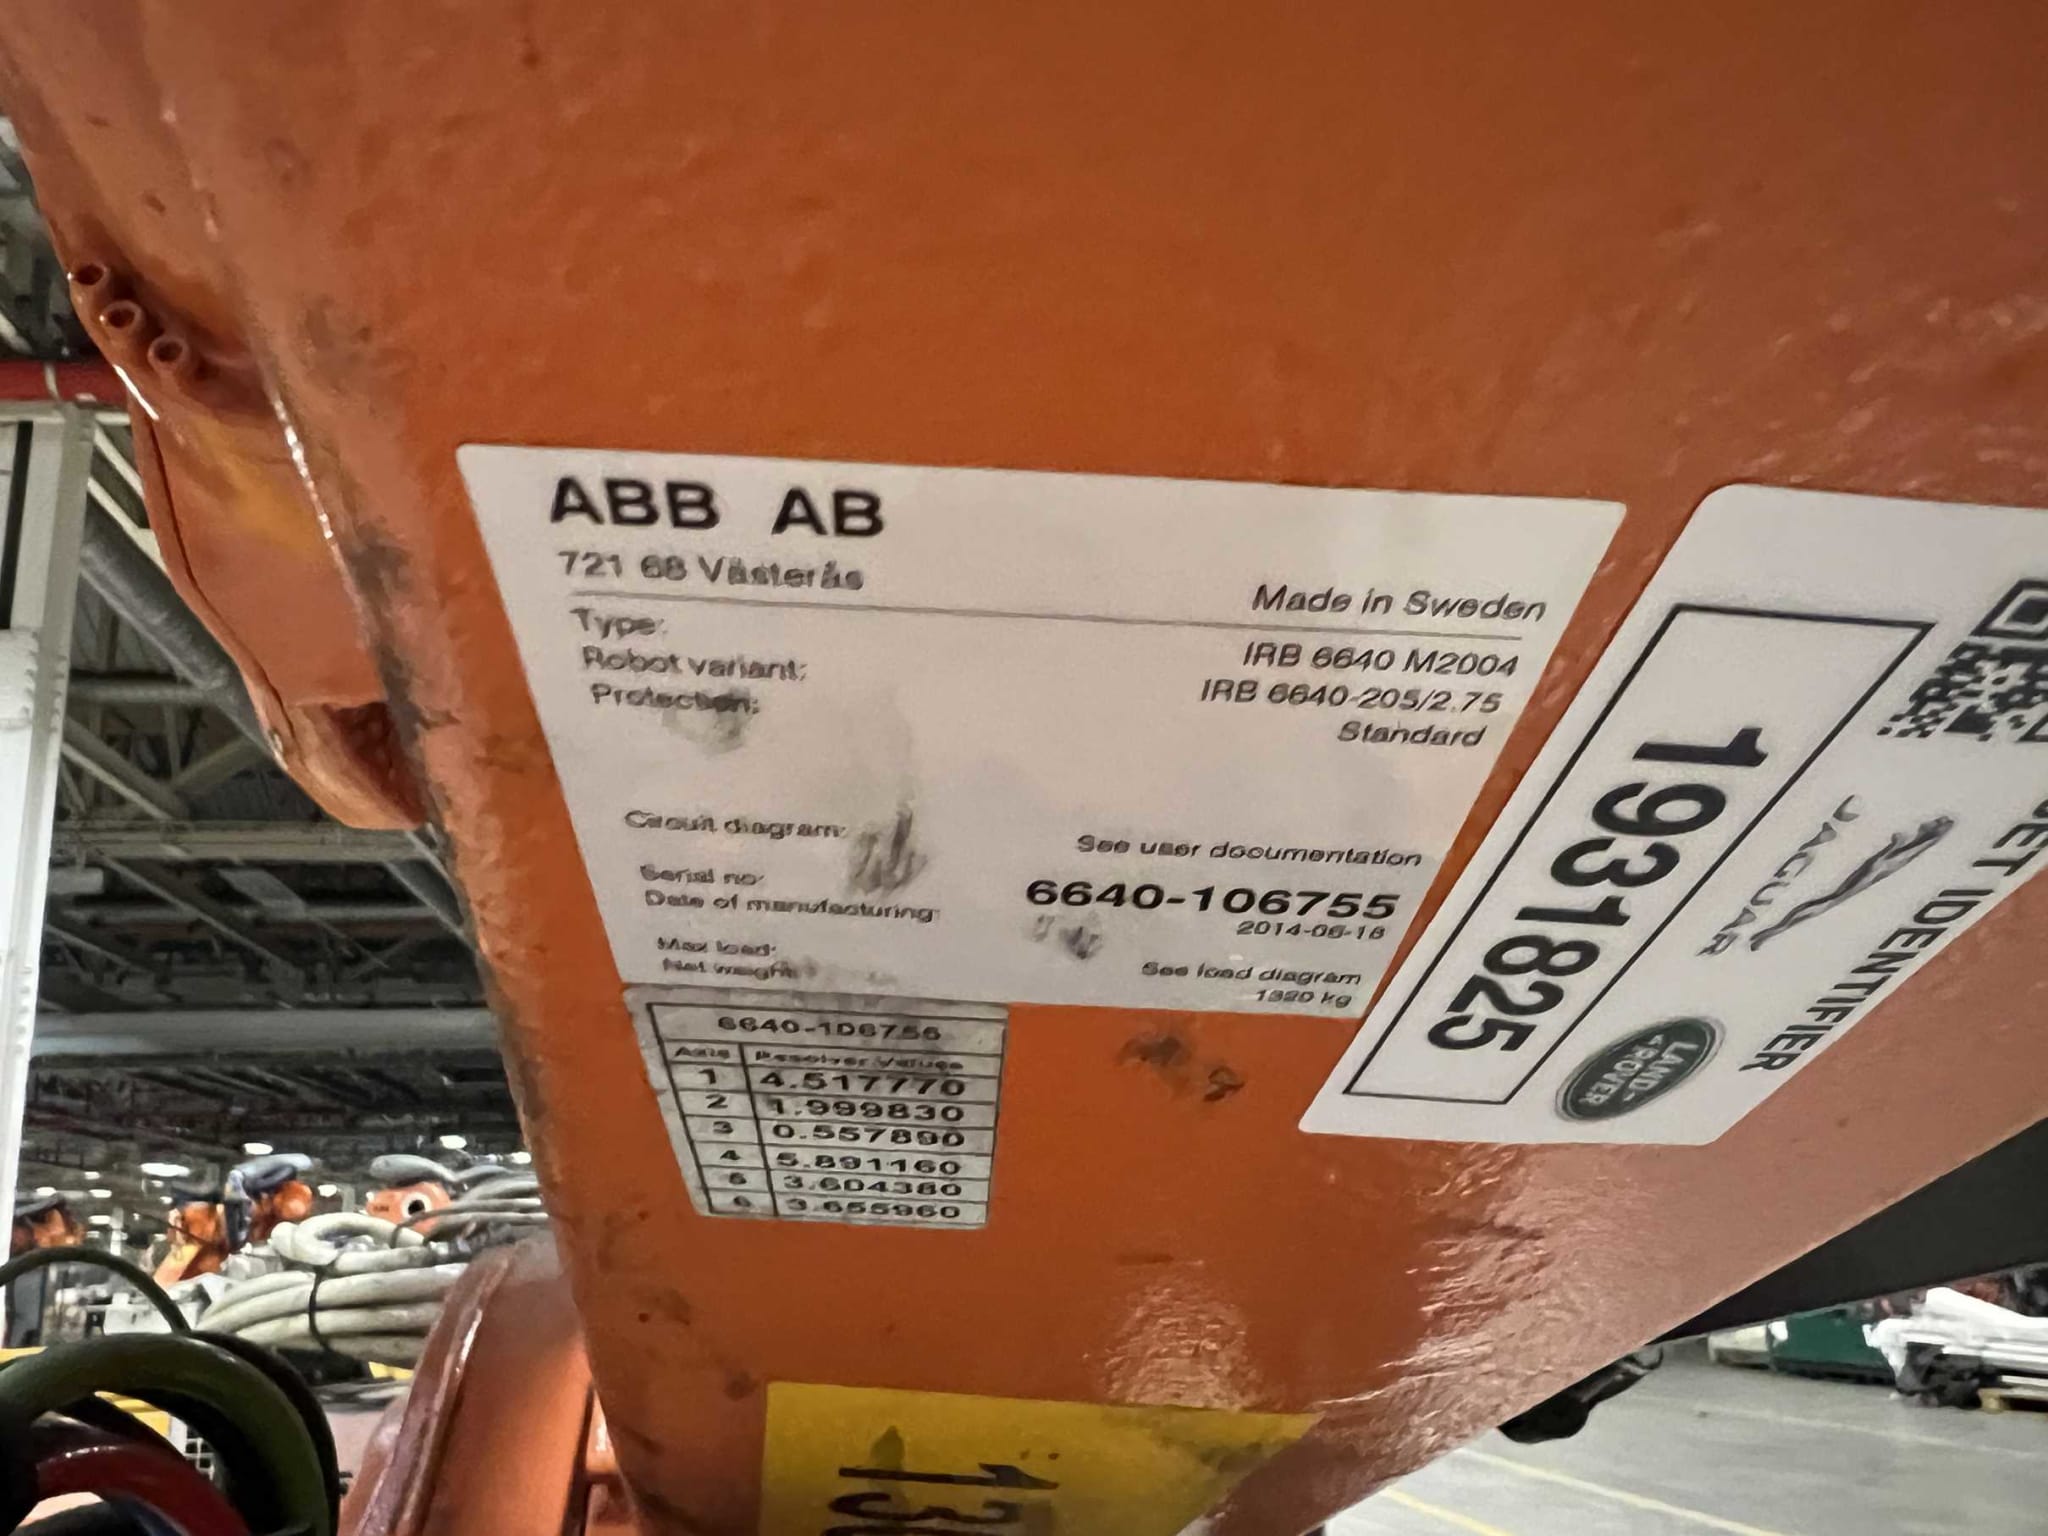 ABB AB
721 68 Västerås
Made in Sweden
Type: IRB 6640 M2004
Robot variant: IRB 6640-205/2.75
Protection: Standard
Circuit diagram: See user documentation
Serial no: 6640-106755
Date of manufacturing: 2014-06-18
Max load: See load diagram
Net weight: 1320 kg
6640-106755
Axis Resolver Values
1 4.517770
2 1.999830
3 0.557890
4 5.891160
5 3.604380
6 3.655960
1931825
JAGUAR
LAND-
ROVER
IDENTIFIER